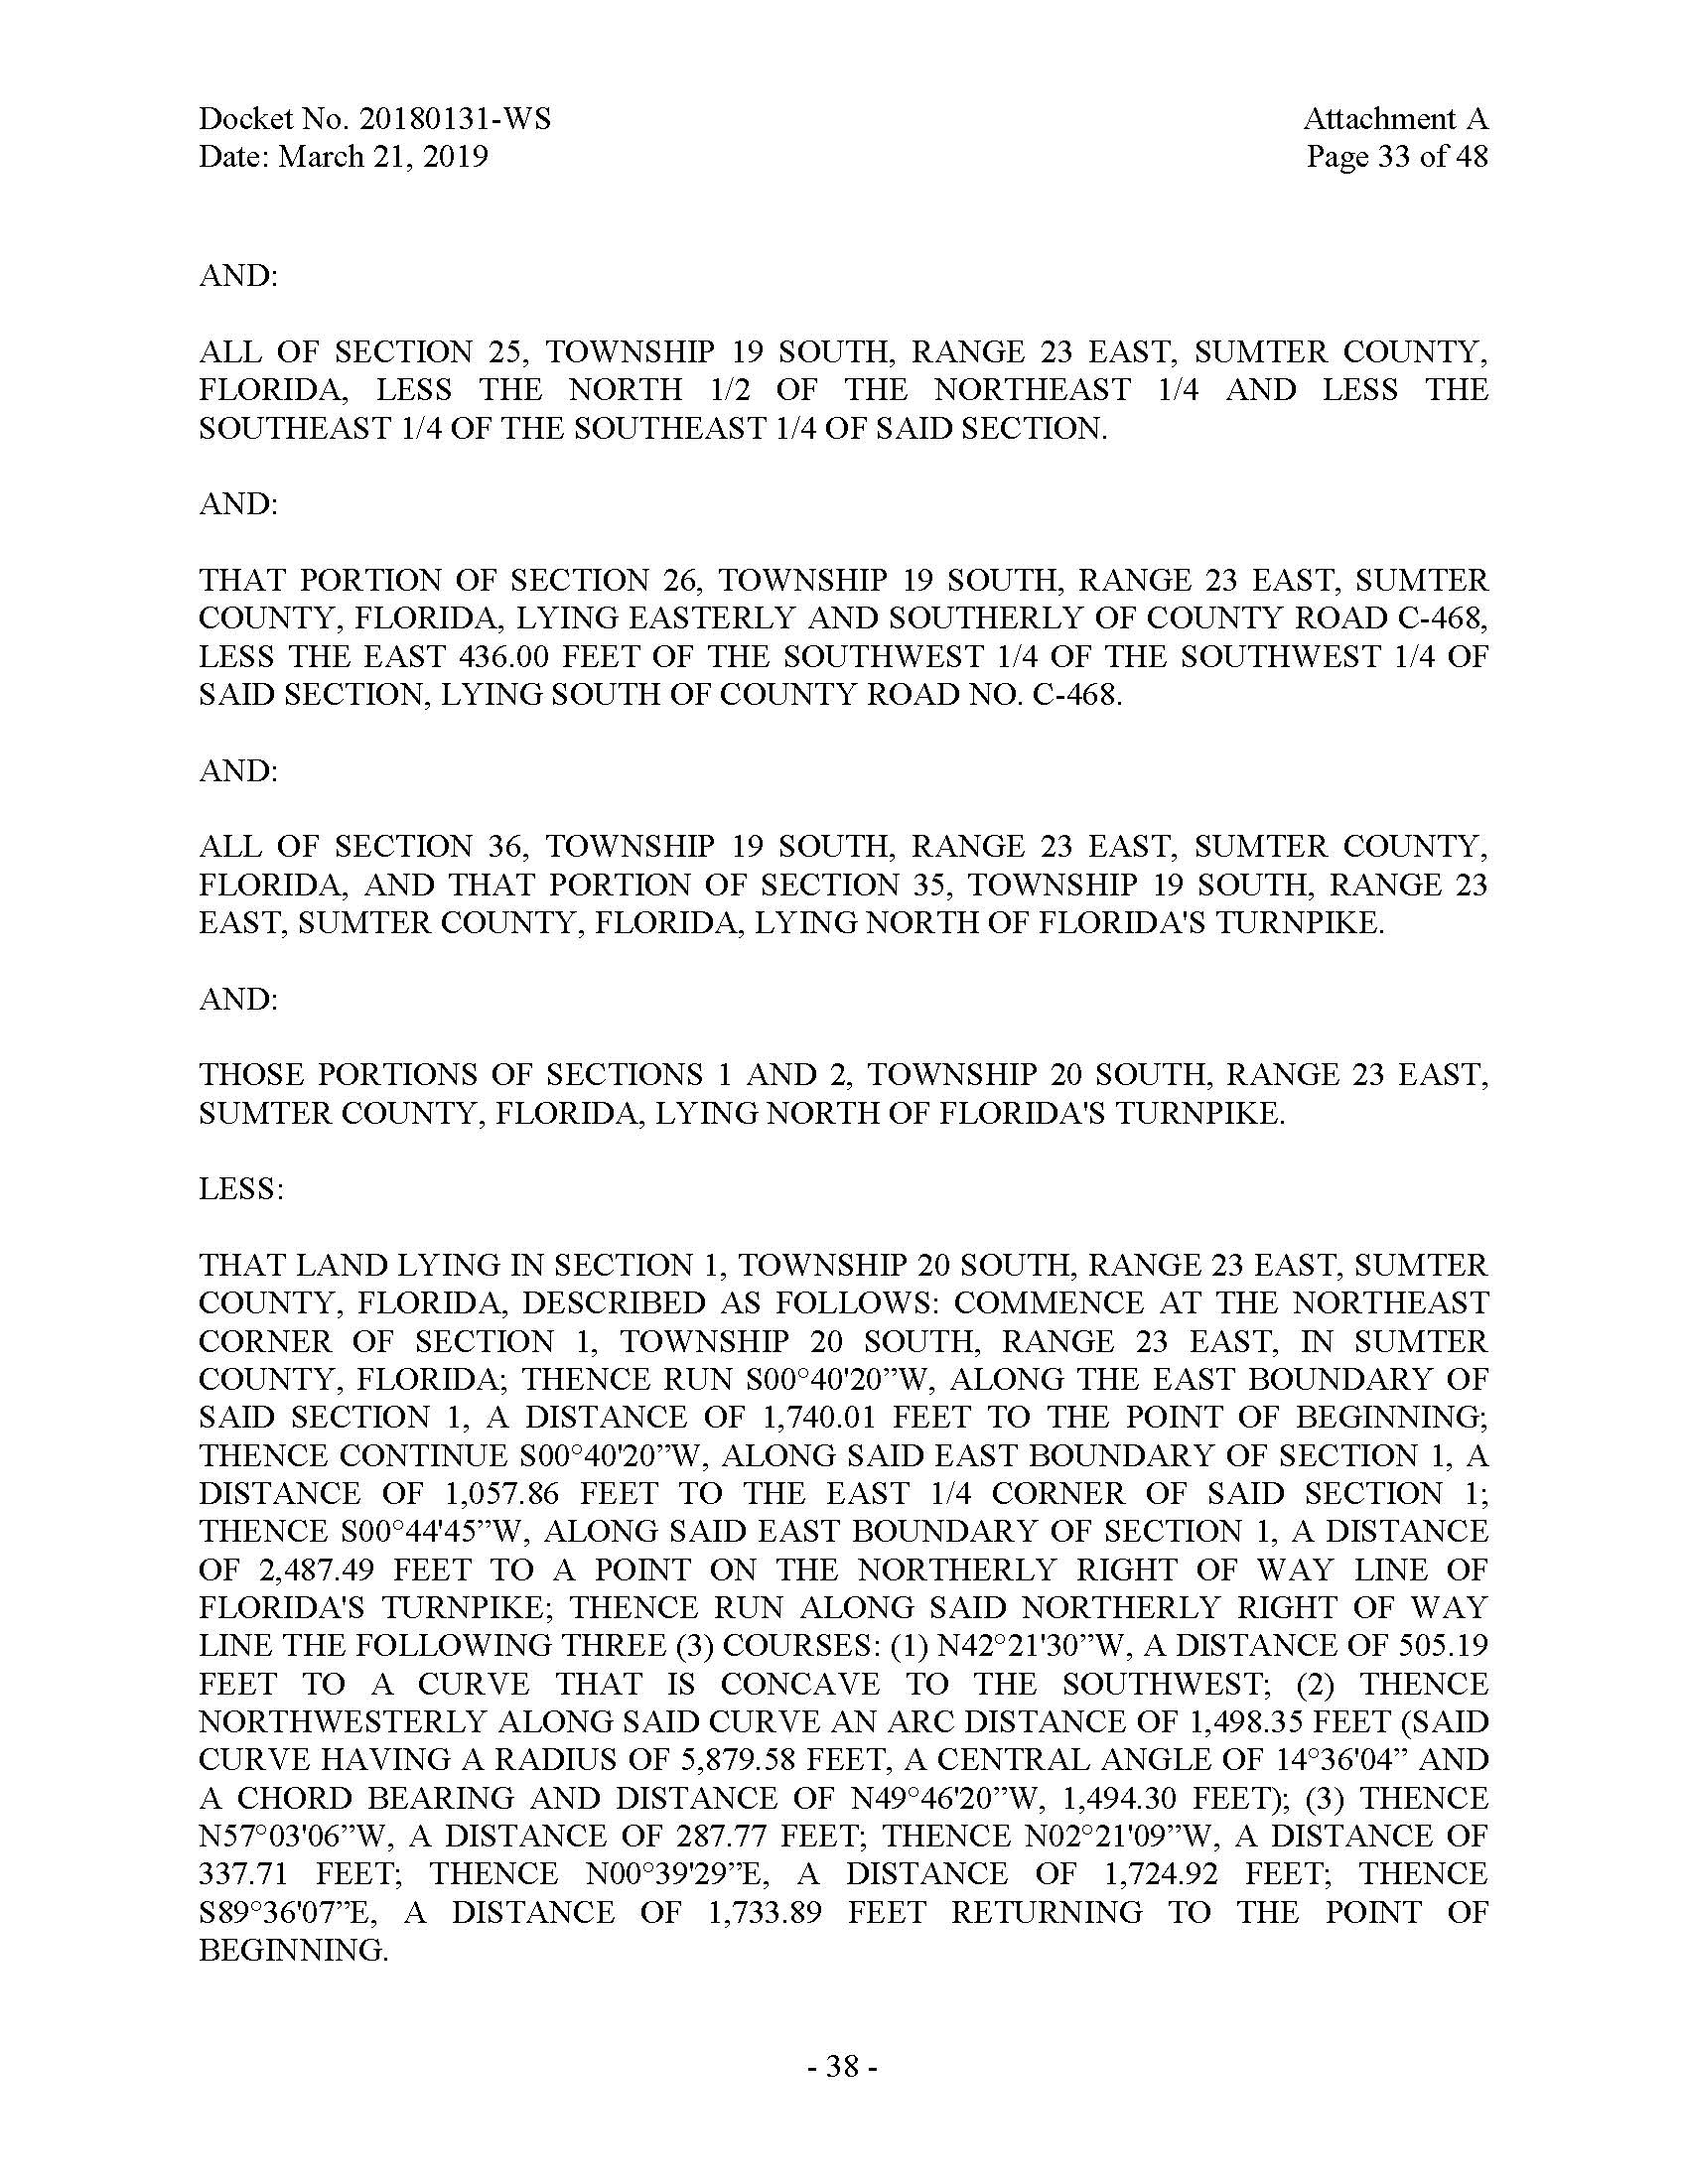 Docket No. 20180131-WS
Attachment A
Date: March 21, 2019
Page 33 of 48
AND:
ALL OF SECTION 25, TOWNSHIP 19 SOUTH, RANGE 23 EAST, SUMTER COUNTY,
FLORIDA, LESS THE NORTH 1/2 OF THE NORTHEAST 1/4 AND LESS THE
SOUTHEAST 1/4 OF THE SOUTHEAST 1/4 OF SAID SECTION.
AND:
THAT PORTION OF SECTION 26, TOWNSHIP 19 SOUTH, RANGE 23 EAST, SUMTER
COUNTY, FLORIDA, LYING EASTERLY AND SOUTHERLY OF COUNTY ROAD C-468,
LESS THE EAST 436.00 FEET OF THE SOUTHWEST 1/4 OF THE SOUTHWEST 1/4 OF
SAID SECTION, LYING SOUTH OF COUNTY ROAD NO. C-468.
AND:
ALL OF SECTION 36, TOWNSHIP 19 SOUTH, RANGE 23 EAST, SUMTER COUNTY,
FLORIDA, AND THAT PORTION OF SECTION 35, TOWNSHIP 19 SOUTH, RANGE 23
EAST, SUMTER COUNTY, FLORIDA, LYING NORTH OF FLORIDA'S TURNPIKE.
AND:
THOSE PORTIONS OF SECTIONS 1 AND 2, TOWNSHIP 20 SOUTH, RANGE 23 EAST,
SUMTER COUNTY, FLORIDA, LYING NORTH OF FLORIDA'S TURNPIKE.
LESS:
THAT LAND LYING IN SECTION 1, TOWNSHIP 20 SOUTH, RANGE 23 EAST, SUMTER
COUNTY, FLORIDA, DESCRIBED AS FOLLOWS: COMMENCE AT THE NORTHEAST
CORNER OF SECTION 1, TOWNSHIP 20 SOUTH, RANGE 23 EAST, IN SUMTER
COUNTY, FLORIDA; THENCE RUN S00°40'20”W, ALONG THE EAST BOUNDARY OF
SAID SECTION 1, A DISTANCE OF 1,740.01 FEET TO THE POINT OF BEGINNING;
THENCE CONTINUE S00°40'20”W, ALONG SAID EAST BOUNDARY OF SECTION 1, A
DISTANCE OF 1,057.86 FEET TO THE EAST 1/4 CORNER OF SAID SECTION 1;
THENCE S00°44'45”W, ALONG SAID EAST BOUNDARY OF SECTION 1, A DISTANCE
OF 2,487.49 FEET TO A POINT ON THE NORTHERLY RIGHT OF WAY LINE OF
FLORIDA'S TURNPIKE; THENCE RUN ALONG SAID NORTHERLY RIGHT OF WAY
LINE THE FOLLOWING THREE (3) COURSES: (1) N42°21'30”W, A DISTANCE OF 505.19
FEET TO A CURVE THAT IS CONCAVE TO THE SOUTHWEST; (2) THENCE
NORTHWESTERLY ALONG SAID CURVE AN ARC DISTANCE OF 1,498.35 FEET (SAID
CURVE HAVING A RADIUS OF 5,879.58 FEET, A CENTRAL ANGLE OF 14°36'04” AND
A CHORD BEARING AND DISTANCE OF N49°46'20”W, 1,494.30 FEET); (3) THENCE
N57°03'06”W, A DISTANCE OF 287.77 FEET; THENCE N02°21'09”W, A DISTANCE OF
337.71 FEET; THENCE N00°39'29”E, A DISTANCE OF 1,724.92 FEET; THENCE
S89°36'07”E, A DISTANCE OF 1,733.89 FEET RETURNING TO THE POINT OF
BEGINNING.
- 38 -